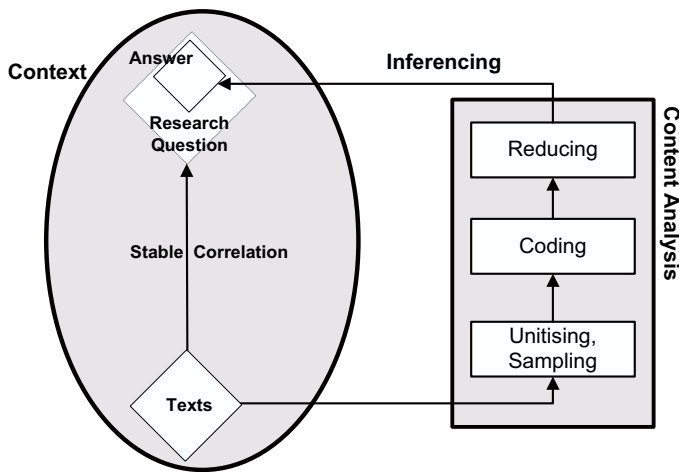 Context
Answer
Research
Question
Stable Correlation
Texts
Inferencing
Content Analysis
Reducing
Coding
Unitising,
Sampling